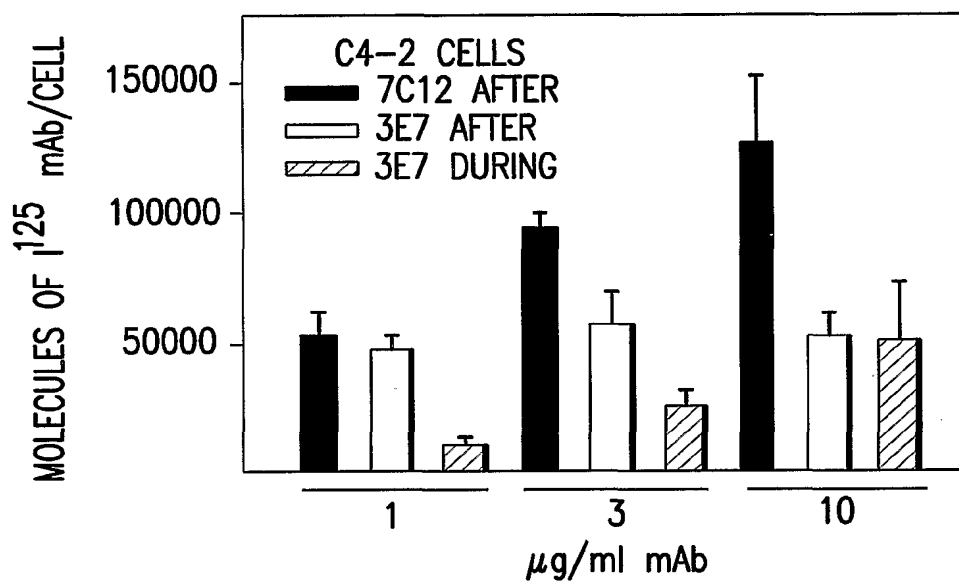 C4-2 CELLS
7C12 AFTER
3E7 AFTER
3E7 DURING
MOLECULES OF I125 mAb/CELL
150000
100000
50000
1
3
10
μg/ml mAb